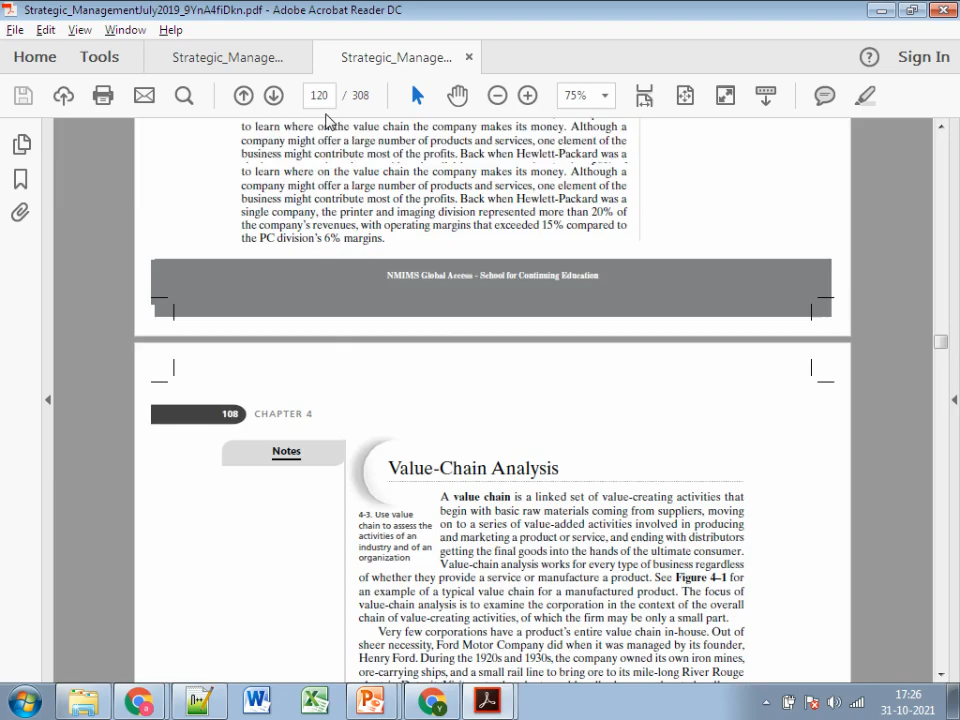 Strategic_ManagementJuly2019_9YnA4fiDkn.pdf - Adobe Acrobat Reader DC
File Edit View Window Help
Home Tools Strategic_Manage... Strategic_Manage... × Sign In
120 / 308 75%
to learn where on the value chain the company makes its money. Although a
company might offer a large number of products and services, one element of the
business might contribute most of the profits. Back when Hewlett-Packard was a
to learn where on the value chain the company makes its money. Although a
company might offer a large number of products and services, one element of the
business might contribute most of the profits. Back when Hewlett-Packard was a
single company, the printer and imaging division represented more than 20% of
the company's revenues, with operating margins that exceeded 15% compared to
the PC division's 6% margins.
NMIMS Global Access - School for Continuing Education
108 CHAPTER 4
Notes
Value-Chain Analysis
4-3. Use value
chain to assess the
activities of an
industry and of an
organization
A value chain is a linked set of value-creating activities that
begin with basic raw materials coming from suppliers, moving
on to a series of value-added activities involved in producing
and marketing a product or service, and ending with distributors
getting the final goods into the hands of the ultimate consumer.
Value-chain analysis works for every type of business regardless
of whether they provide a service or manufacture a product. See Figure 4–1 for
an example of a typical value chain for a manufactured product. The focus of
value-chain analysis is to examine the corporation in the context of the overall
chain of value-creating activities, of which the firm may be only a small part.
Very few corporations have a product's entire value chain in-house. Out of
sheer necessity, Ford Motor Company did when it was managed by its founder,
Henry Ford. During the 1920s and 1930s, the company owned its own iron mines,
ore-carrying ships, and a small rail line to bring ore to its mile-long River Rouge
17:26
31-10-2021